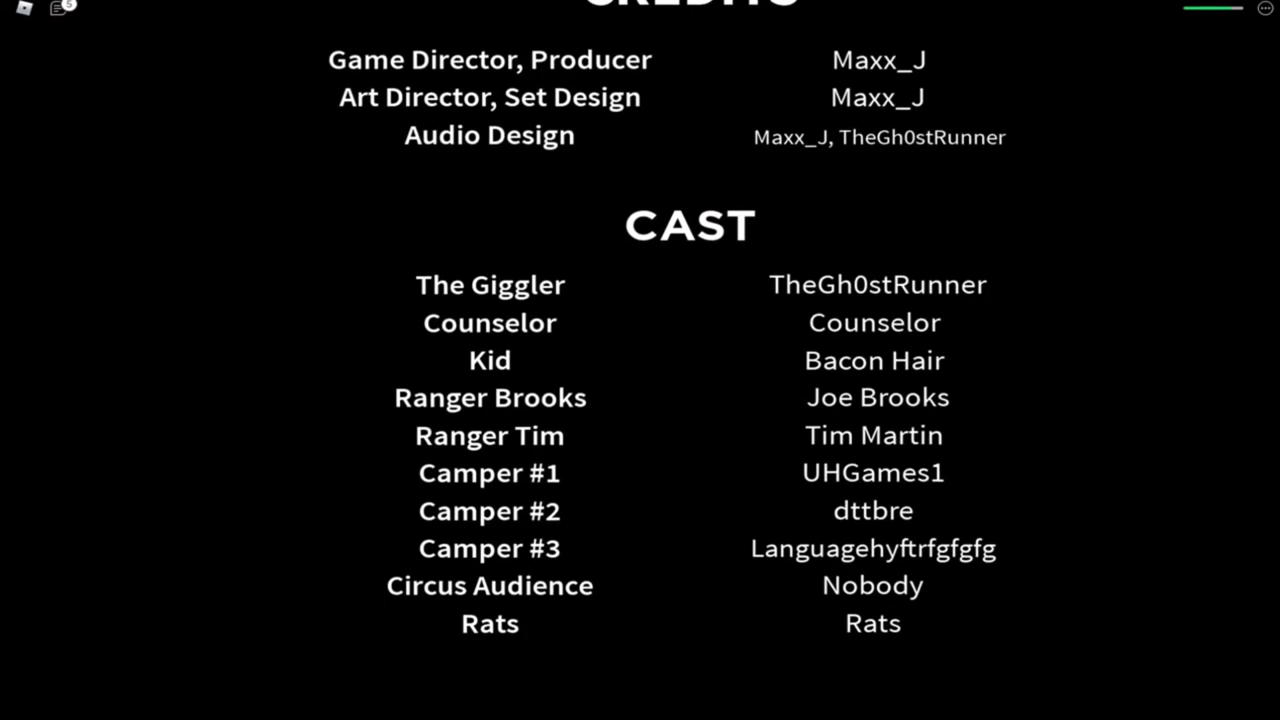 5
CREDITS
Game Director, Producer Maxx_J
Art Director, Set Design Maxx_J
Audio Design Maxx_J, TheGh0stRunner
CAST
The Giggler TheGh0stRunner
Counselor Counselor
Kid Bacon Hair
Ranger Brooks Joe Brooks
Ranger Tim Tim Martin
Camper #1 UHGames1
Camper #2 dttbre
Camper #3 Languagehyftrfgfgfg
Circus Audience Nobody
Rats Rats